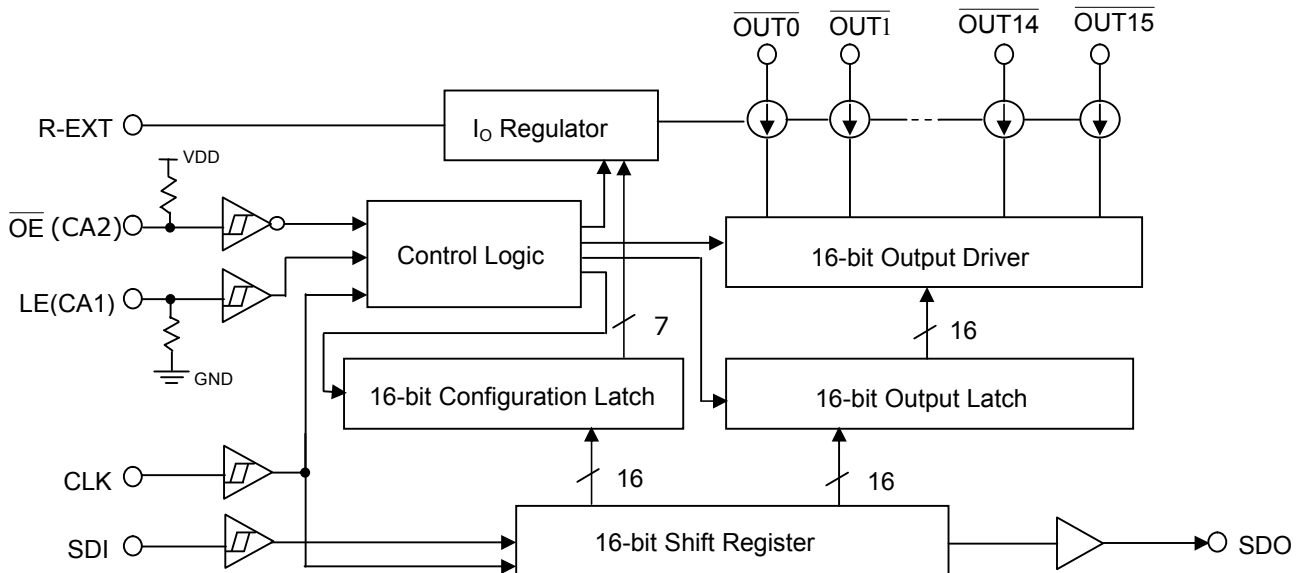 OUT0 OUT1 OUT14 OUT15
R-EXT
IO Regulator
VDD
OE (CA2)
Control Logic
16-bit Output Driver
LE(CA1)
7
16
GND
16-bit Configuration Latch
16-bit Output Latch
CLK
16
16
SDI
16-bit Shift Register
SDO